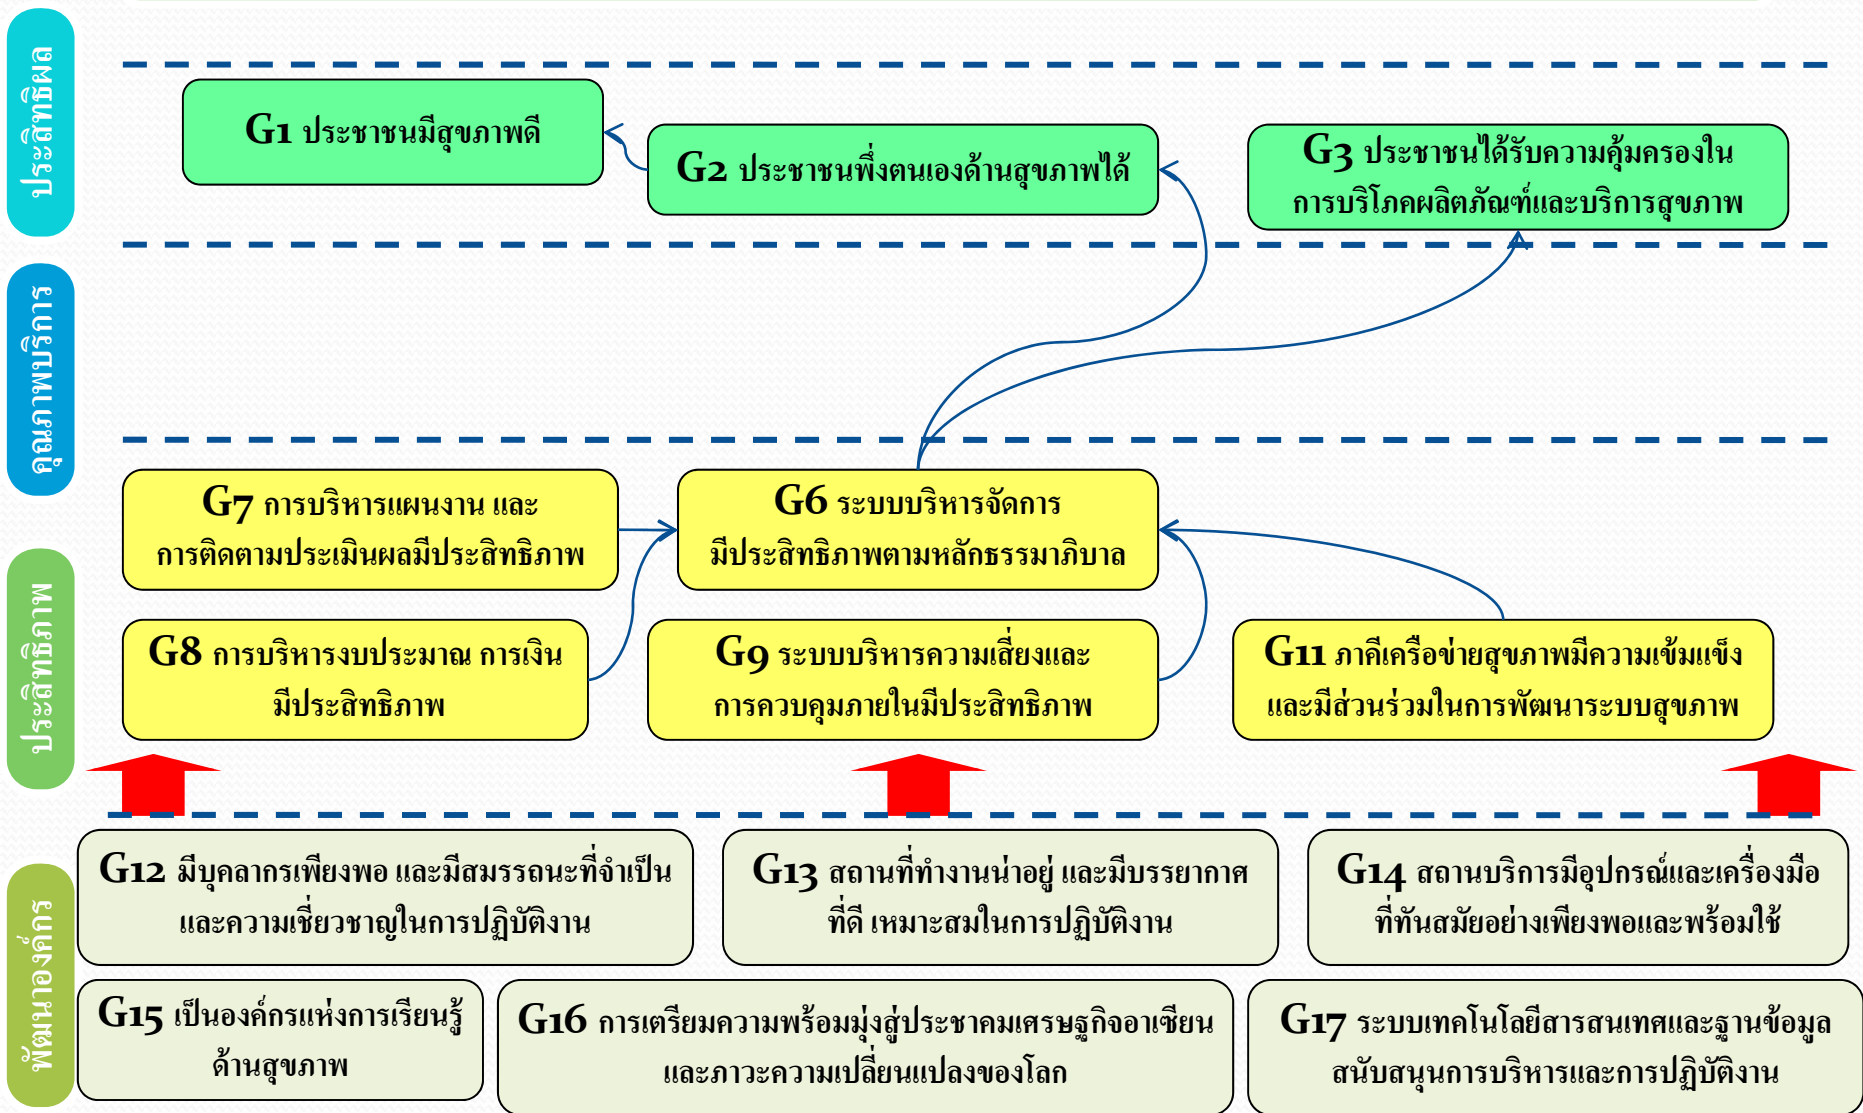 ประสิทธิผล
G1 ประชาชนมีสุขภาพดี
G2 ประชาชนพึ่งตนเองด้านสุขภาพได้
G3 ประชาชนได้รับความคุ้มครองใน
การบริโภคผลิตภัณฑ์และบริการสุขภาพ
คุณภาพบริการ
ประสิทธิภาพ
G7 การบริหารแผนงาน และ
การติดตามประเมินผลมีประสิทธิภาพ
G6 ระบบบริหารจัดการ
มีประสิทธิภาพตามหลักธรรมาภิบาล
G8 การบริหารงบประมาณ การเงิน
มีประสิทธิภาพ
G9 ระบบบริหารความเสี่ยงและ
การควบคุมภายในมีประสิทธิภาพ
G11 ภาคีเครือข่ายสุขภาพมีความเข้มแข็ง
และมีส่วนร่วมในการพัฒนาระบบสุขภาพ
พัฒนาองค์กร
G12 มีบุคลากรเพียงพอ และมีสมรรถนะที่จำเป็น
และความเชี่ยวชาญในการปฏิบัติงาน
G13 สถานที่ทำงานน่าอยู่ และมีบรรยากาศ
ที่ดี เหมาะสมในการปฏิบัติงาน
G14 สถานบริการมีอุปกรณ์และเครื่องมือ
ที่ทันสมัยอย่างเพียงพอและพร้อมใช้
G15 เป็นองค์กรแห่งการเรียนรู้
ด้านสุขภาพ
G16 การเตรียมความพร้อมมุ่งสู่ประชาคมเศรษฐกิจอาเซียน
และภาวะความเปลี่ยนแปลงของโลก
G17 ระบบเทคโนโลยีสารสนเทศและฐานข้อมูล
สนับสนุนการบริหารและการปฏิบัติงาน